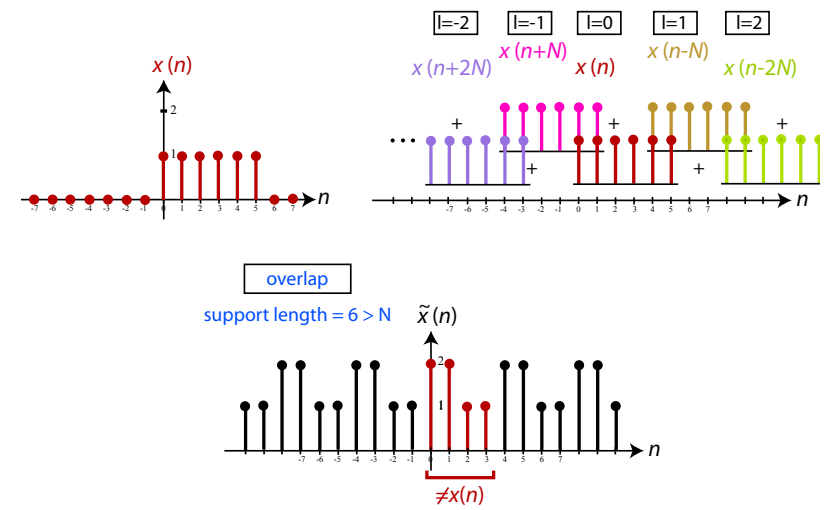 l=-2 l=-1 l=0 l=1 l=2
x (n+2N) x (n+N) x (n) x (n-N) x (n-2N)
x (n)
2
1
-7 -6 -5 -4 -3 -2 -1 0 1 2 3 4 5 6 7 n
+ + +
•••
+ +
-7 -6 -5 -4 -3 -2 -1 0 1 2 3 4 5 6 7 n
overlap
support length = 6 > N
x̃ (n)
2
1
-7 -6 -5 -4 -3 -2 -1 0 1 2 3 4 5 6 7 n
≠x(n)